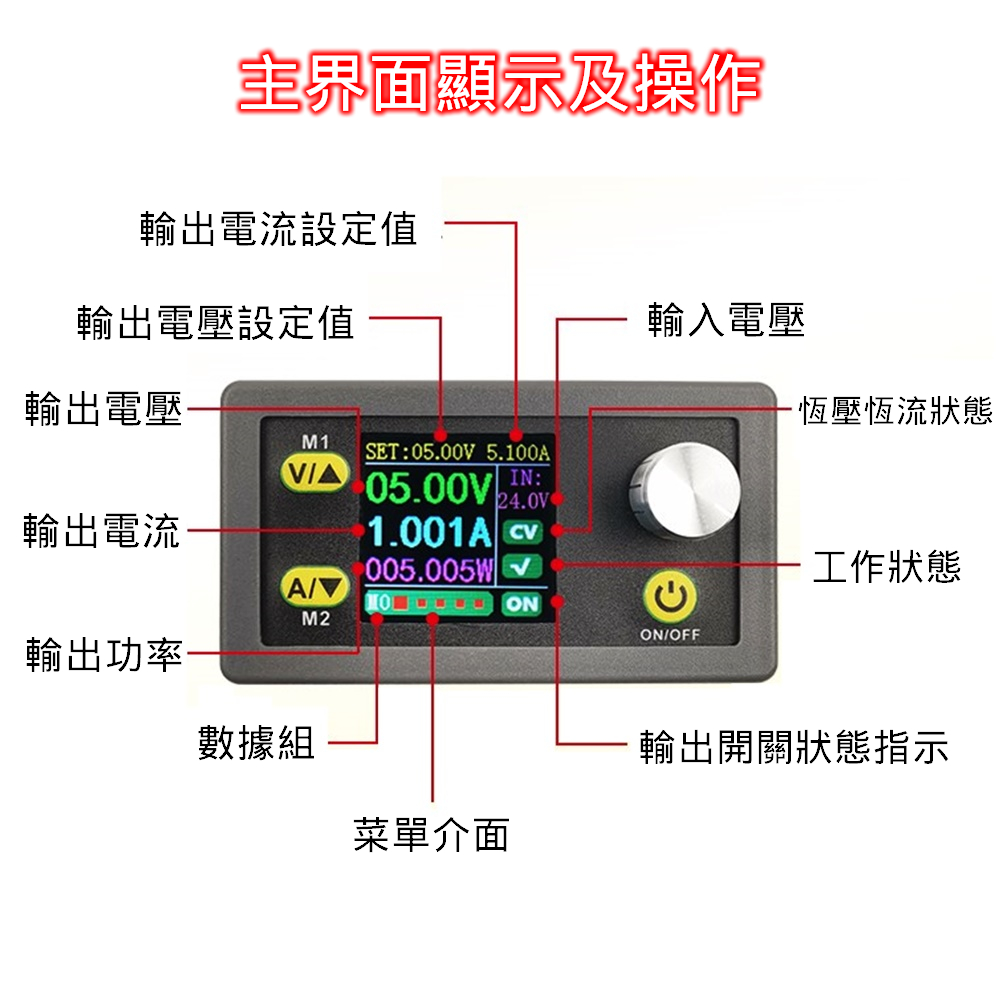 主界面顯示及操作
輸出電流設定值
輸出電壓設定值
輸入電壓
輸出電壓
恆壓恆流狀態
輸出電流
工作狀態
輸出功率
數據組
輸出開關狀態指示
菜單介面
M1
V/▲
A/▼
M2
SET:05.00V 5.100A
05.00V
IN:
24.0V
1.001A
CV
005.005W
M0
ON
ON/OFF